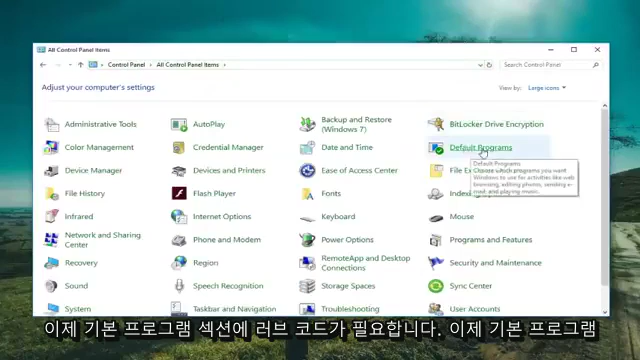 All Control Panel Items
Control Panel > All Control Panel Items >
Search Control Panel
Adjust your computer's settings
View by: Large icons
Administrative Tools
AutoPlay
Backup and Restore (Windows 7)
BitLocker Drive Encryption
Color Management
Credential Manager
Date and Time
Default Programs
Default Programs
Choose which programs you want
Windows to use for activities like web
browsing, editing photos, sending e-
mail, and playing music.
Device Manager
Devices and Printers
Ease of Access Center
File Ex
File History
Flash Player
Fonts
Indexing
Infrared
Internet Options
Keyboard
Mouse
Network and Sharing Center
Phone and Modem
Power Options
Programs and Features
Recovery
Region
RemoteApp and Desktop Connections
Security and Maintenance
Sound
Speech Recognition
Storage Spaces
Sync Center
System
Taskbar and Navigation
Troubleshooting
User Accounts
이제 기본 프로그램 섹션에 러브 코드가 필요합니다. 이제 기본 프로그램